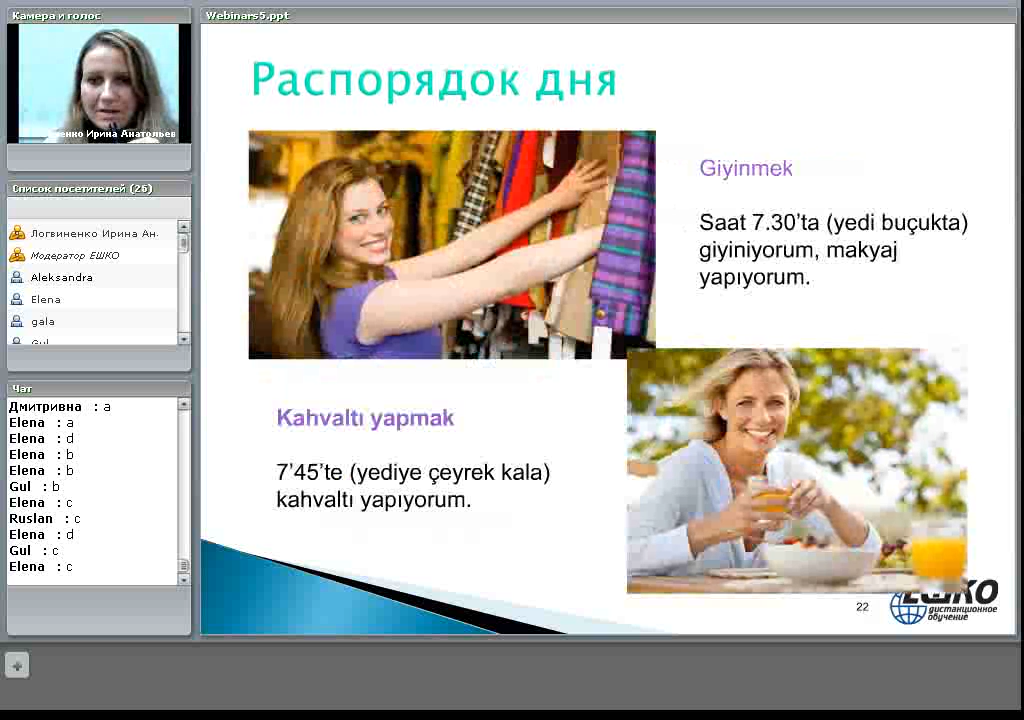 Камера и голос
енко Ирина Анатольев
Список посетителей (26)
Логвиненко Ирина Ан.
Модератор ЕШКО
Aleksandra
Elena
gala
Gul
Чат
Дмитривна : a
Elena : a
Elena : d
Elena : b
Elena : b
Gul : b
Elena : c
Ruslan : c
Elena : d
Gul : c
Elena : c
Webinars5.ppt
Распорядок дня
Giyinmek
Saat 7.30’ta (yedi buçukta)
giyiniyorum, makyaj
yapıyorum.
Kahvaltı yapmak
7’45’te (yediye çeyrek kala)
kahvaltı yapıyorum.
22
ЕШКО
дистанционное
обучение